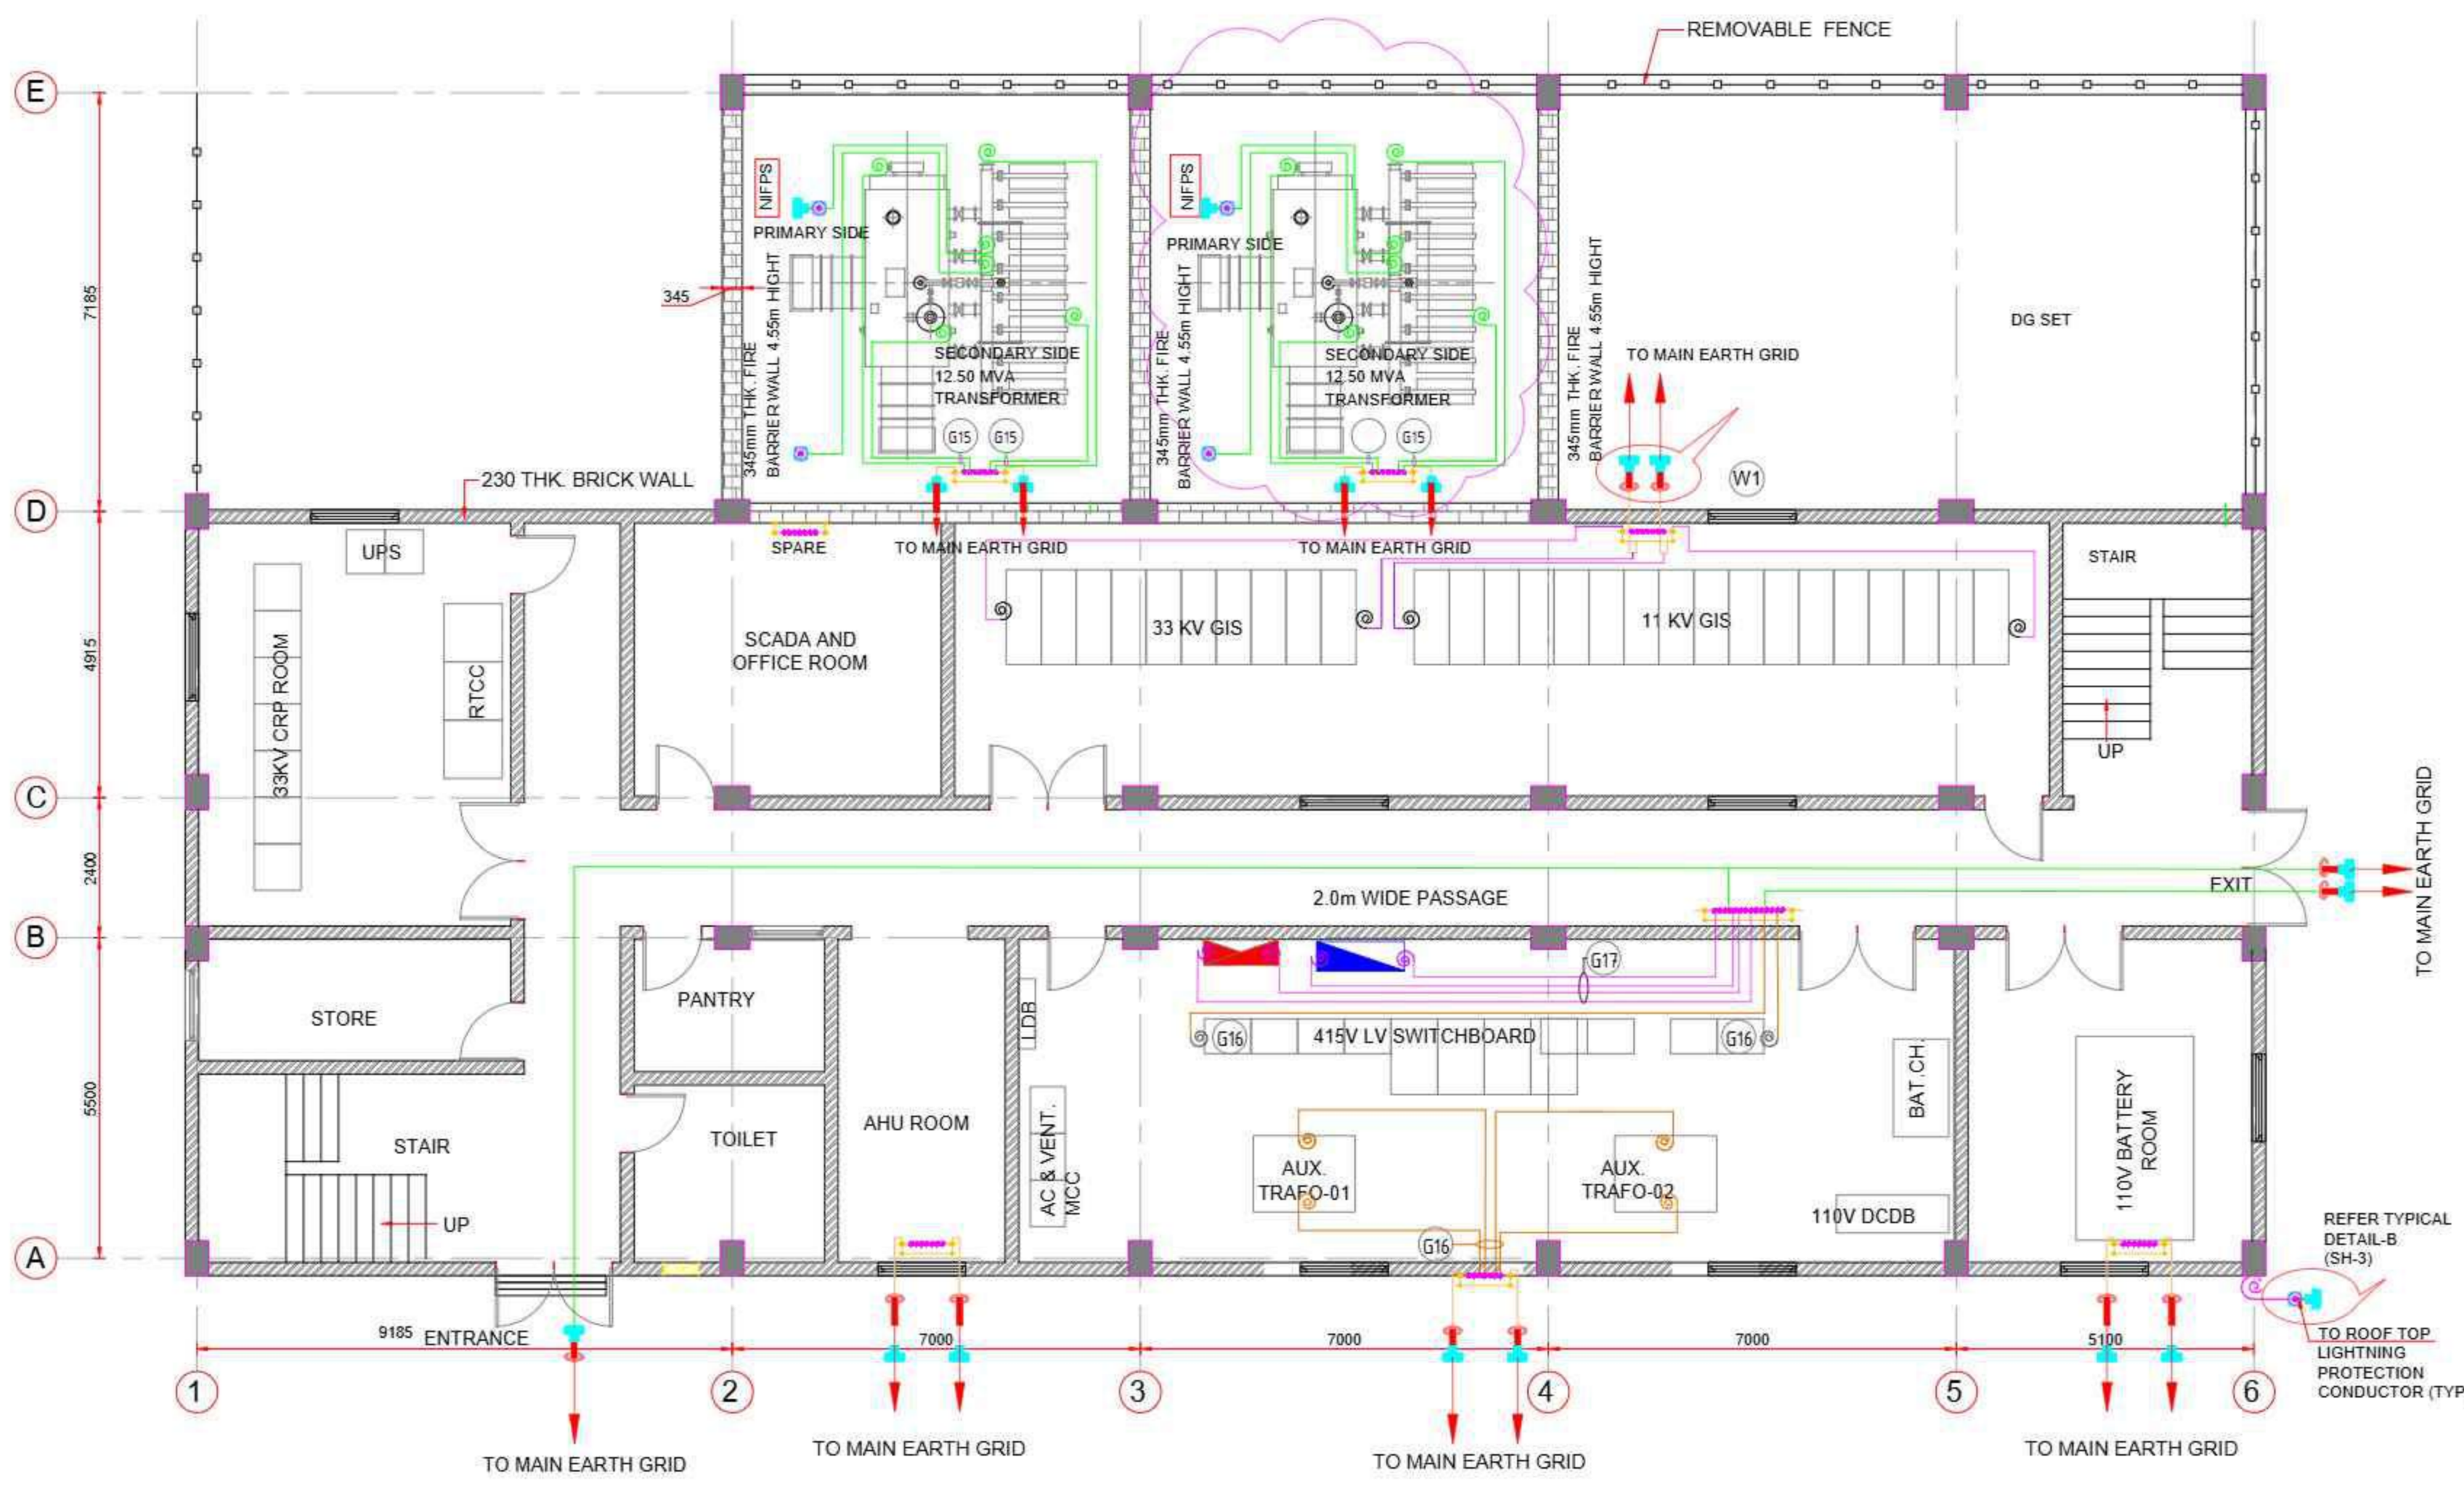 REMOVABLE FENCE
E
NIFPS
PRIMARY SIDE
345mm THK. FIRE
BARRIER WALL 4.55m HIGHT
SECONDARY SIDE
12.50 MVA
TRANSFORMER
G15
G15
NIFPS
PRIMARY SIDE
345mm THK. FIRE
BARRIER WALL 4.55m HIGHT
SECONDARY SIDE
12.50 MVA
TRANSFORMER
G15
345mm THK. FIRE
BARRIER WALL 4.55m HIGHT
7185
345
DG SET
TO MAIN EARTH GRID
W1
230 THK. BRICK WALL
D
UPS
SPARE
TO MAIN EARTH GRID
TO MAIN EARTH GRID
STAIR
4915
33KV CRP ROOM
RTCC
SCADA AND
OFFICE ROOM
33 KV GIS
11 KV GIS
UP
C
2400
2.0m WIDE PASSAGE
EXIT
TO MAIN EARTH GRID
B
STORE
PANTRY
LDB
G17
G16
415V LV SWITCHBOARD
G16
5500
STAIR
UP
TOILET
AHU ROOM
AC & VENT.
MCC
AUX.
TRAFO-01
AUX.
TRAFO-02
BAT.CH.
110V DCDB
110V BATTERY
ROOM
G16
A
REFER TYPICAL
DETAIL-B
(SH-3)
9185
ENTRANCE
7000
7000
7000
5100
TO ROOF TOP
LIGHTNING
PROTECTION
CONDUCTOR (TYP
1
2
3
4
5
6
TO MAIN EARTH GRID
TO MAIN EARTH GRID
TO MAIN EARTH GRID
TO MAIN EARTH GRID